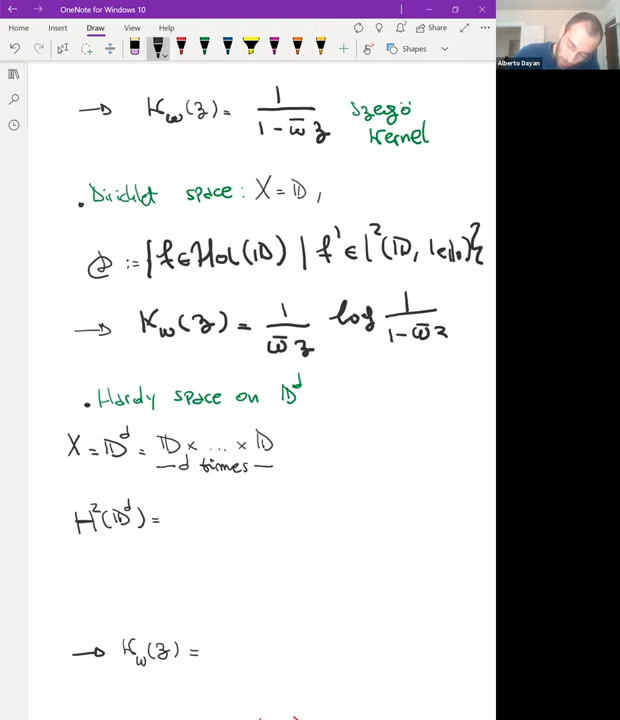 OneNote for Windows 10
Home Insert Draw View Help
Share
Shapes
Alberto Dayan
→ K_w(z) = 1/(1 - w̄ z) Szegö
Kernel
• Dirichlet space: X = 𝔻,
𝒟 := {f ∈ Hol(𝔻) | f' ∈ L²(𝔻, Leb)}
→ K_w(z) = 1/(w̄ z) log 1/(1 - w̄ z)
• Hardy space on 𝔻^d
X = 𝔻^d = 𝔻 × ... × 𝔻
— d times —
H²(𝔻^d) =
→ K_w(z) =